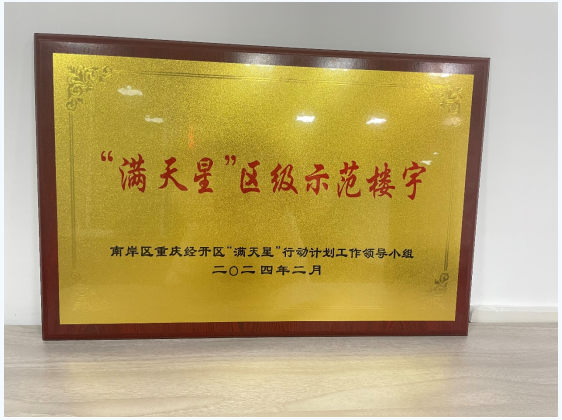 “满天星”区级示范楼宇
南岸区重庆经开区“满天星”行动计划工作领导小组
二〇二四年二月